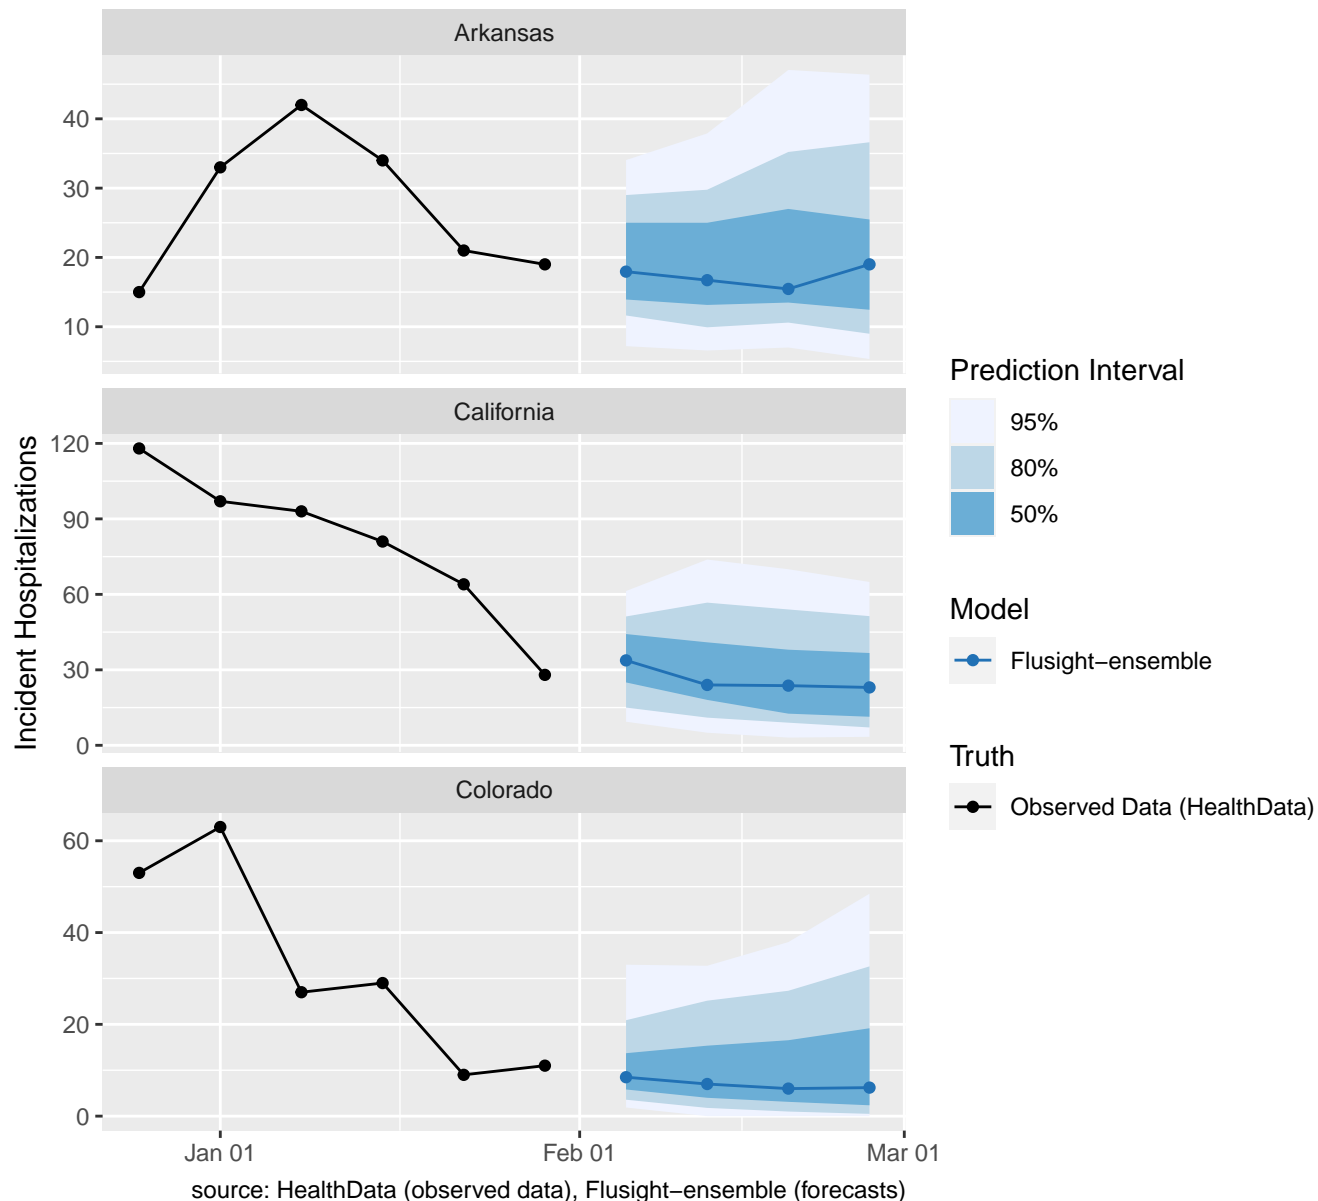 Arkansas
40
30
20
10
California
120
90
60
30
0
Colorado
60
40
20
0
Jan 01
Feb 01
Mar 01
Incident Hospitalizations
source: HealthData (observed data), Flusight−ensemble (forecasts)
Prediction Interval
95%
80%
50%
Model
Flusight−ensemble
Truth
Observed Data (HealthData)